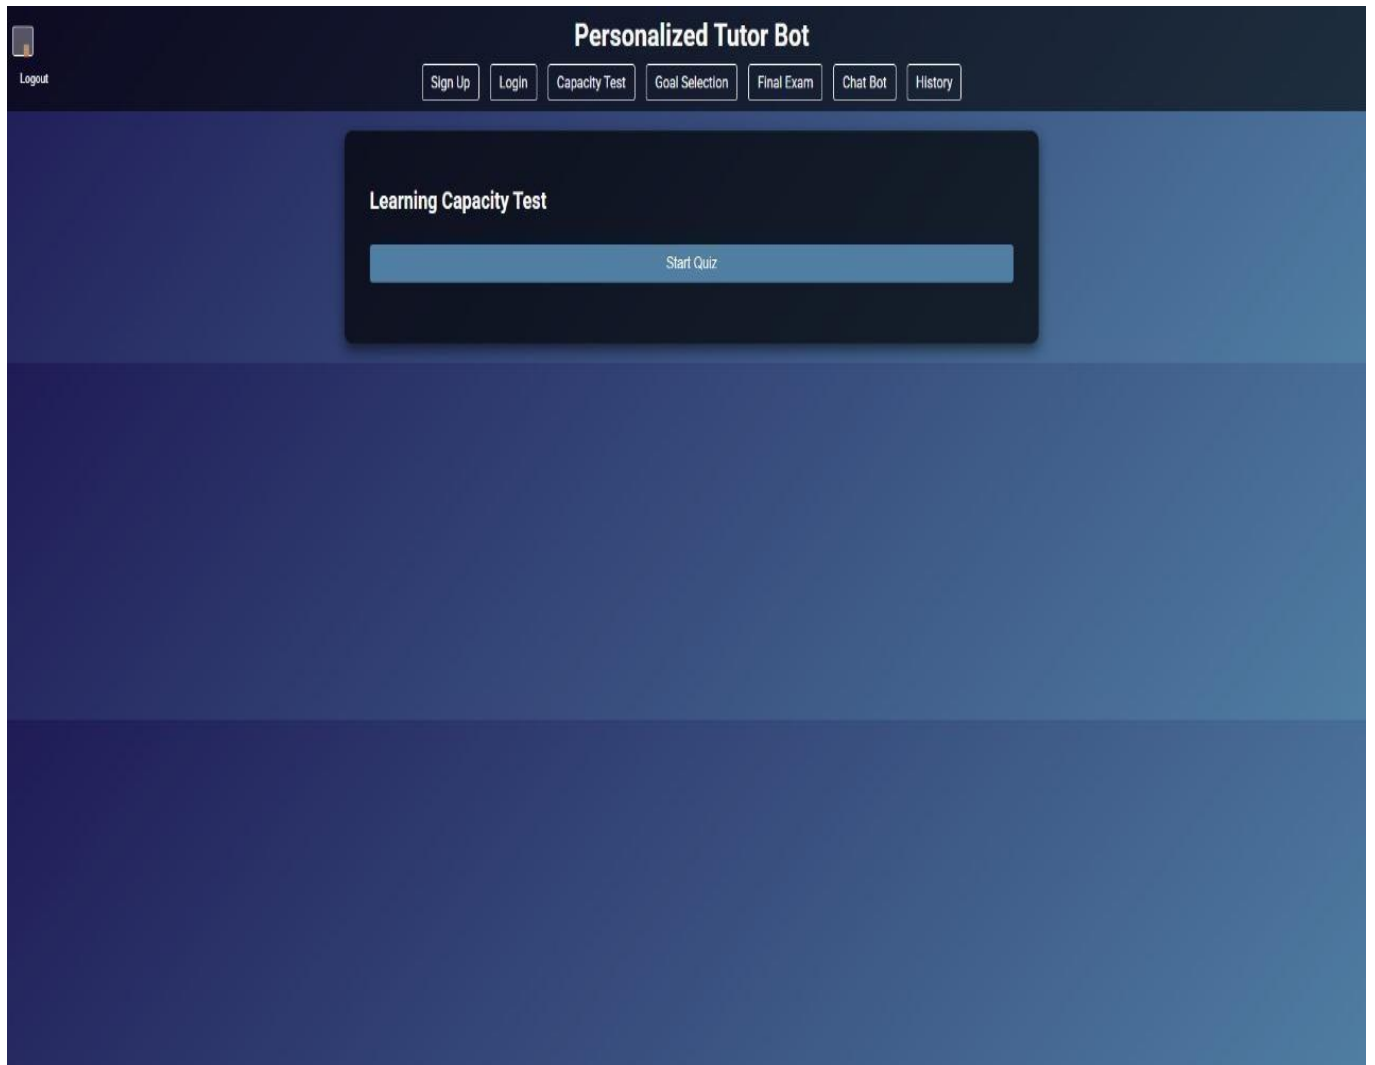 Personalized Tutor Bot
Logout
Sign Up Login Capacity Test Goal Selection Final Exam Chat Bot History
Learning Capacity Test
Start Quiz